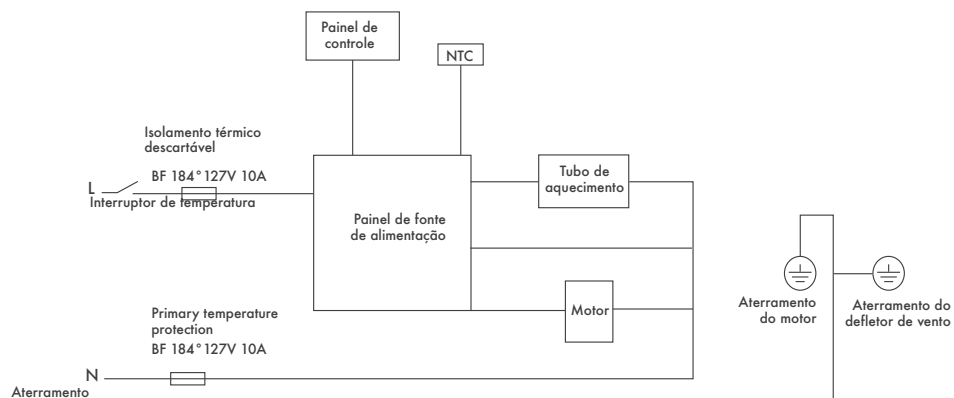 Painel de
controle
NTC
Isolamento térmico
descartável
BF 184°127V 10A
L
Interruptor de temperatura
Tubo de
aquecimento
Painel de fonte
de alimentação
Motor
Aterramento
do motor
Aterramento do
defletor de vento
Primary temperature
protection
BF 184°127V 10A
N
Aterramento